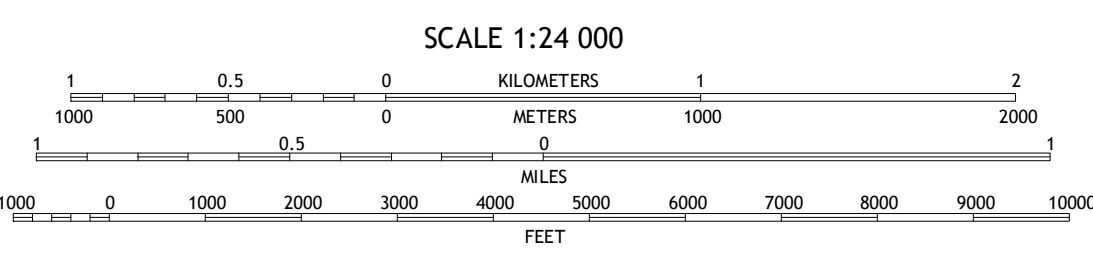 SCALE 1:24 000
1 0.5 0 KILOMETERS 1 2
1000 500 0 METERS 1000 2000
1 0.5 0 1
MILES
1000 0 1000 2000 3000 4000 5000 6000 7000 8000 9000 10000
FEET